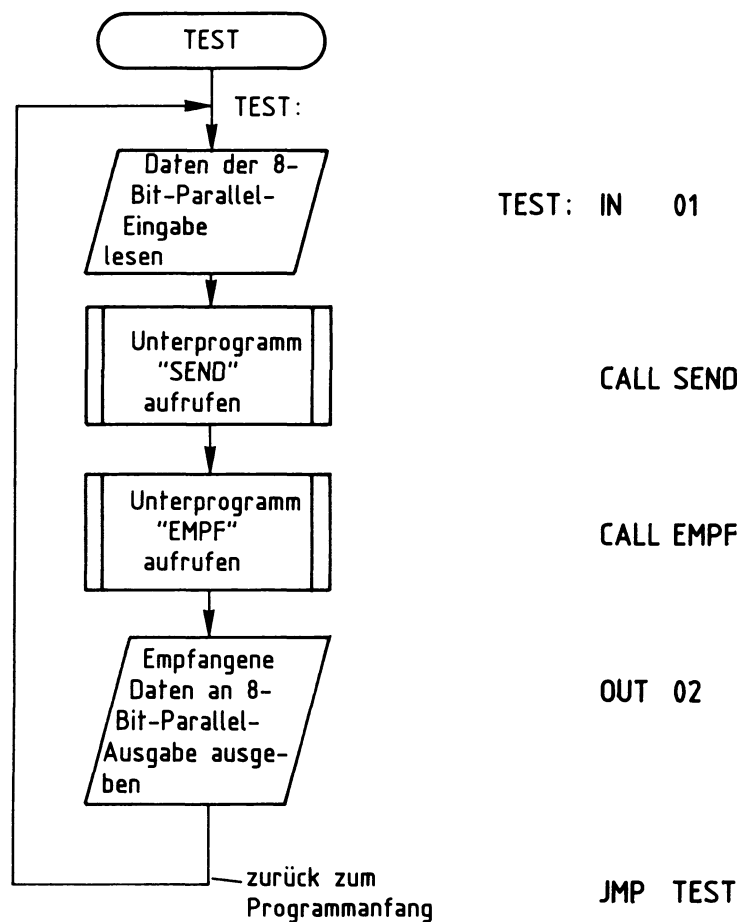 TEST
TEST:
Daten der 8-
Bit-Parallel-
Eingabe
lesen
TEST: IN 01
Unterprogramm
"SEND"
aufrufen
CALL SEND
Unterprogramm
"EMPF"
aufrufen
CALL EMPF
Empfangene
Daten an 8-
Bit-Parallel-
Ausgabe ausge-
ben
OUT 02
zurück zum
Programmanfang
JMP TEST